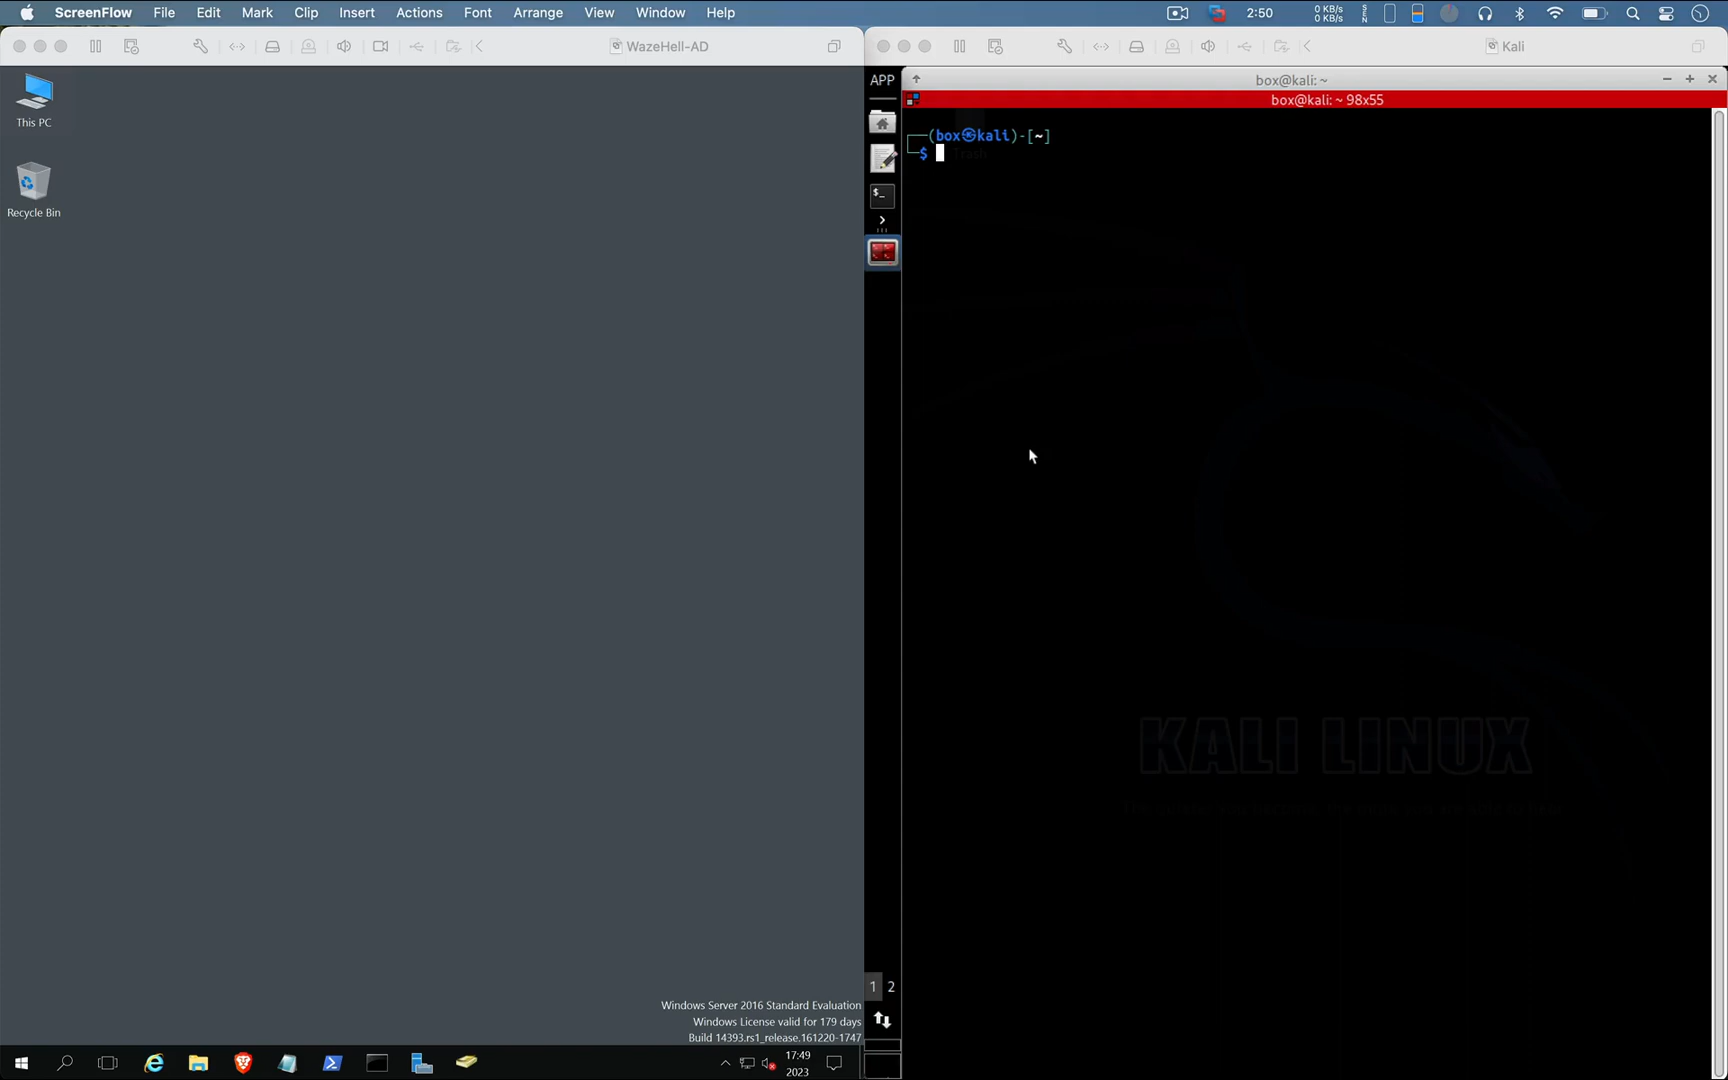 ScreenFlow File Edit Mark Clip Insert Actions Font Arrange View Window Help
2:50
0 KB/s
0 KB/s
SEN
WazeHell-AD
Kali
This PC
Recycle Bin
APP
box@kali: ~
box@kali: ~ 98x55
(box㉿kali)-[~]
$
Trash
KALI LINUX
1 2
Windows Server 2016 Standard Evaluation
Windows License valid for 179 days
Build 14393.rs1_release.161220-1747
17:49
2023